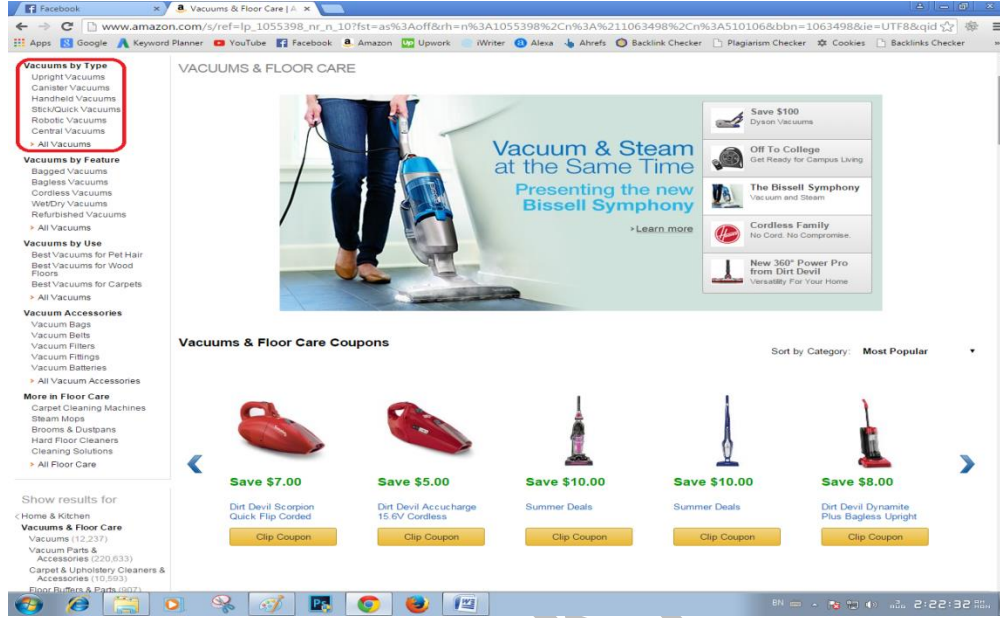 Facebook
Vacuums & Floor Care | A
www.amazon.com/s/ref=lp_1055398_nr_n_10?fst=as%3Aoff&rh=n%3A1055398%2Cn%3A%211063498%2Cn%3A510106&bbn=1063498&ie=UTF8&qid
Apps Google Keyword Planner YouTube Facebook Amazon Upwork iWriter Alexa Ahrefs Backlink Checker Plagiarism Checker Cookies Backlinks Checker
Vacuums by Type
Upright Vacuums
Canister Vacuums
Handheld Vacuums
Stick/Quick Vacuums
Robotic Vacuums
Central Vacuums
> All Vacuums
Vacuums by Feature
Bagged Vacuums
Bagless Vacuums
Cordless Vacuums
Wet/Dry Vacuums
Refurbished Vacuums
> All Vacuums
Vacuums by Use
Best Vacuums for Pet Hair
Best Vacuums for Wood
Floors
Best Vacuums for Carpets
> All Vacuums
Vacuum Accessories
Vacuum Bags
Vacuum Belts
Vacuum Filters
Vacuum Fittings
Vacuum Batteries
> All Vacuum Accessories
More in Floor Care
Carpet Cleaning Machines
Steam Mops
Brooms & Dustpans
Hard Floor Cleaners
Cleaning Solutions
> All Floor Care
Show results for
< Home & Kitchen
Vacuums & Floor Care
Vacuums (12,237)
Vacuum Parts &
Accessories (220,633)
Carpet & Upholstery Cleaners &
Accessories (10,593)
Floor Buffers & Parts (907)
VACUUMS & FLOOR CARE
Vacuum & Steam
at the Same Time
Presenting the new
Bissell Symphony
> Learn more
Save $100
Dyson Vacuums
Off To College
Get Ready for Campus Living
The Bissell Symphony
Vacuum and Steam
Cordless Family
No Cord. No Compromise.
New 360° Power Pro
from Dirt Devil
Versatility For Your Home
Vacuums & Floor Care Coupons
Sort by Category: Most Popular
Save $7.00
Dirt Devil Scorpion
Quick Flip Corded
Clip Coupon
Save $5.00
Dirt Devil Accucharge
15.6V Cordless
Clip Coupon
Save $10.00
Summer Deals
Clip Coupon
Save $10.00
Summer Deals
Clip Coupon
Save $8.00
Dirt Devil Dynamite
Plus Bagless Upright
Clip Coupon
BN
2:22:32